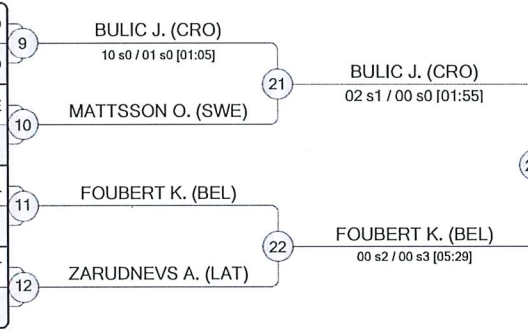 9
BULIC J. (CRO)
10 s0 / 01 s0 [01:05]
21
BULIC J. (CRO)
02 s1 / 00 s0 [01:55]
10
MATTSSON O. (SWE)
11
FOUBERT K. (BEL)
22
FOUBERT K. (BEL)
00 s2 / 00 s3 [05:29]
12
ZARUDNEVS A. (LAT)